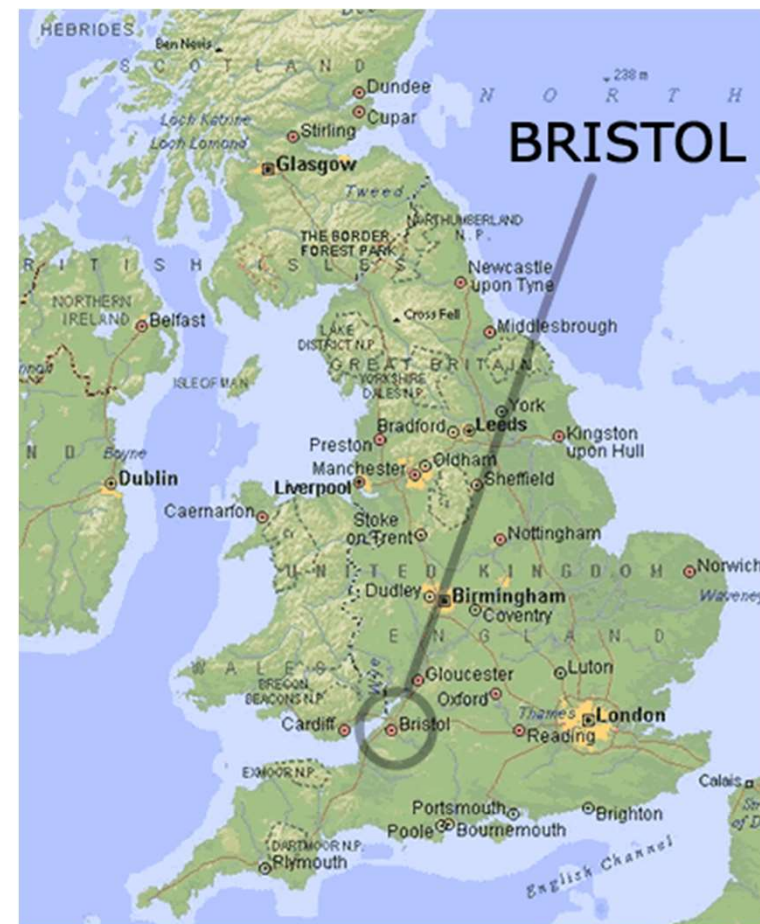 HEBRIDES
Ben Nevis
SCOTLAND
Dundee
238 m
NORTH
Cupar
Loch Katrine
Stirling
Loch Lomond
BRISTOL
Glasgow
Tweed
NORTHUMBERLAND
N.P.
THE BORDER
FOREST PARK
BRITISH ISLES
Newcastle
upon Tyne
NORTHERN
IRELAND
Belfast
Cross Fell
Middlesbrough
LAKE
DISTRICT N.P.
GREAT BRITAIN
ISLE OF MAN
YORKSHIRE
DALES N.P.
York
Bradford
Leeds
Preston
Kingston
upon Hull
N D
Boyne
Manchester
Oldham
Dublin
Liverpool
Sheffield
Caernarfon
Stoke
on Trent
Nottingham
UNITED KINGDOM
Norwich
Dudley
Birmingham
Waveney
Coventry
ENGLAND
WALES
Wye
Gloucester
Luton
BRECON
BEACONS N.P.
Oxford
Thames
London
Cardiff
Bristol
Reading
EXMOOR N.P.
Calais
Portsmouth
Brighton
Str
of D
Poole
Bournemouth
DARTMOOR N.P.
Plymouth
English Channel